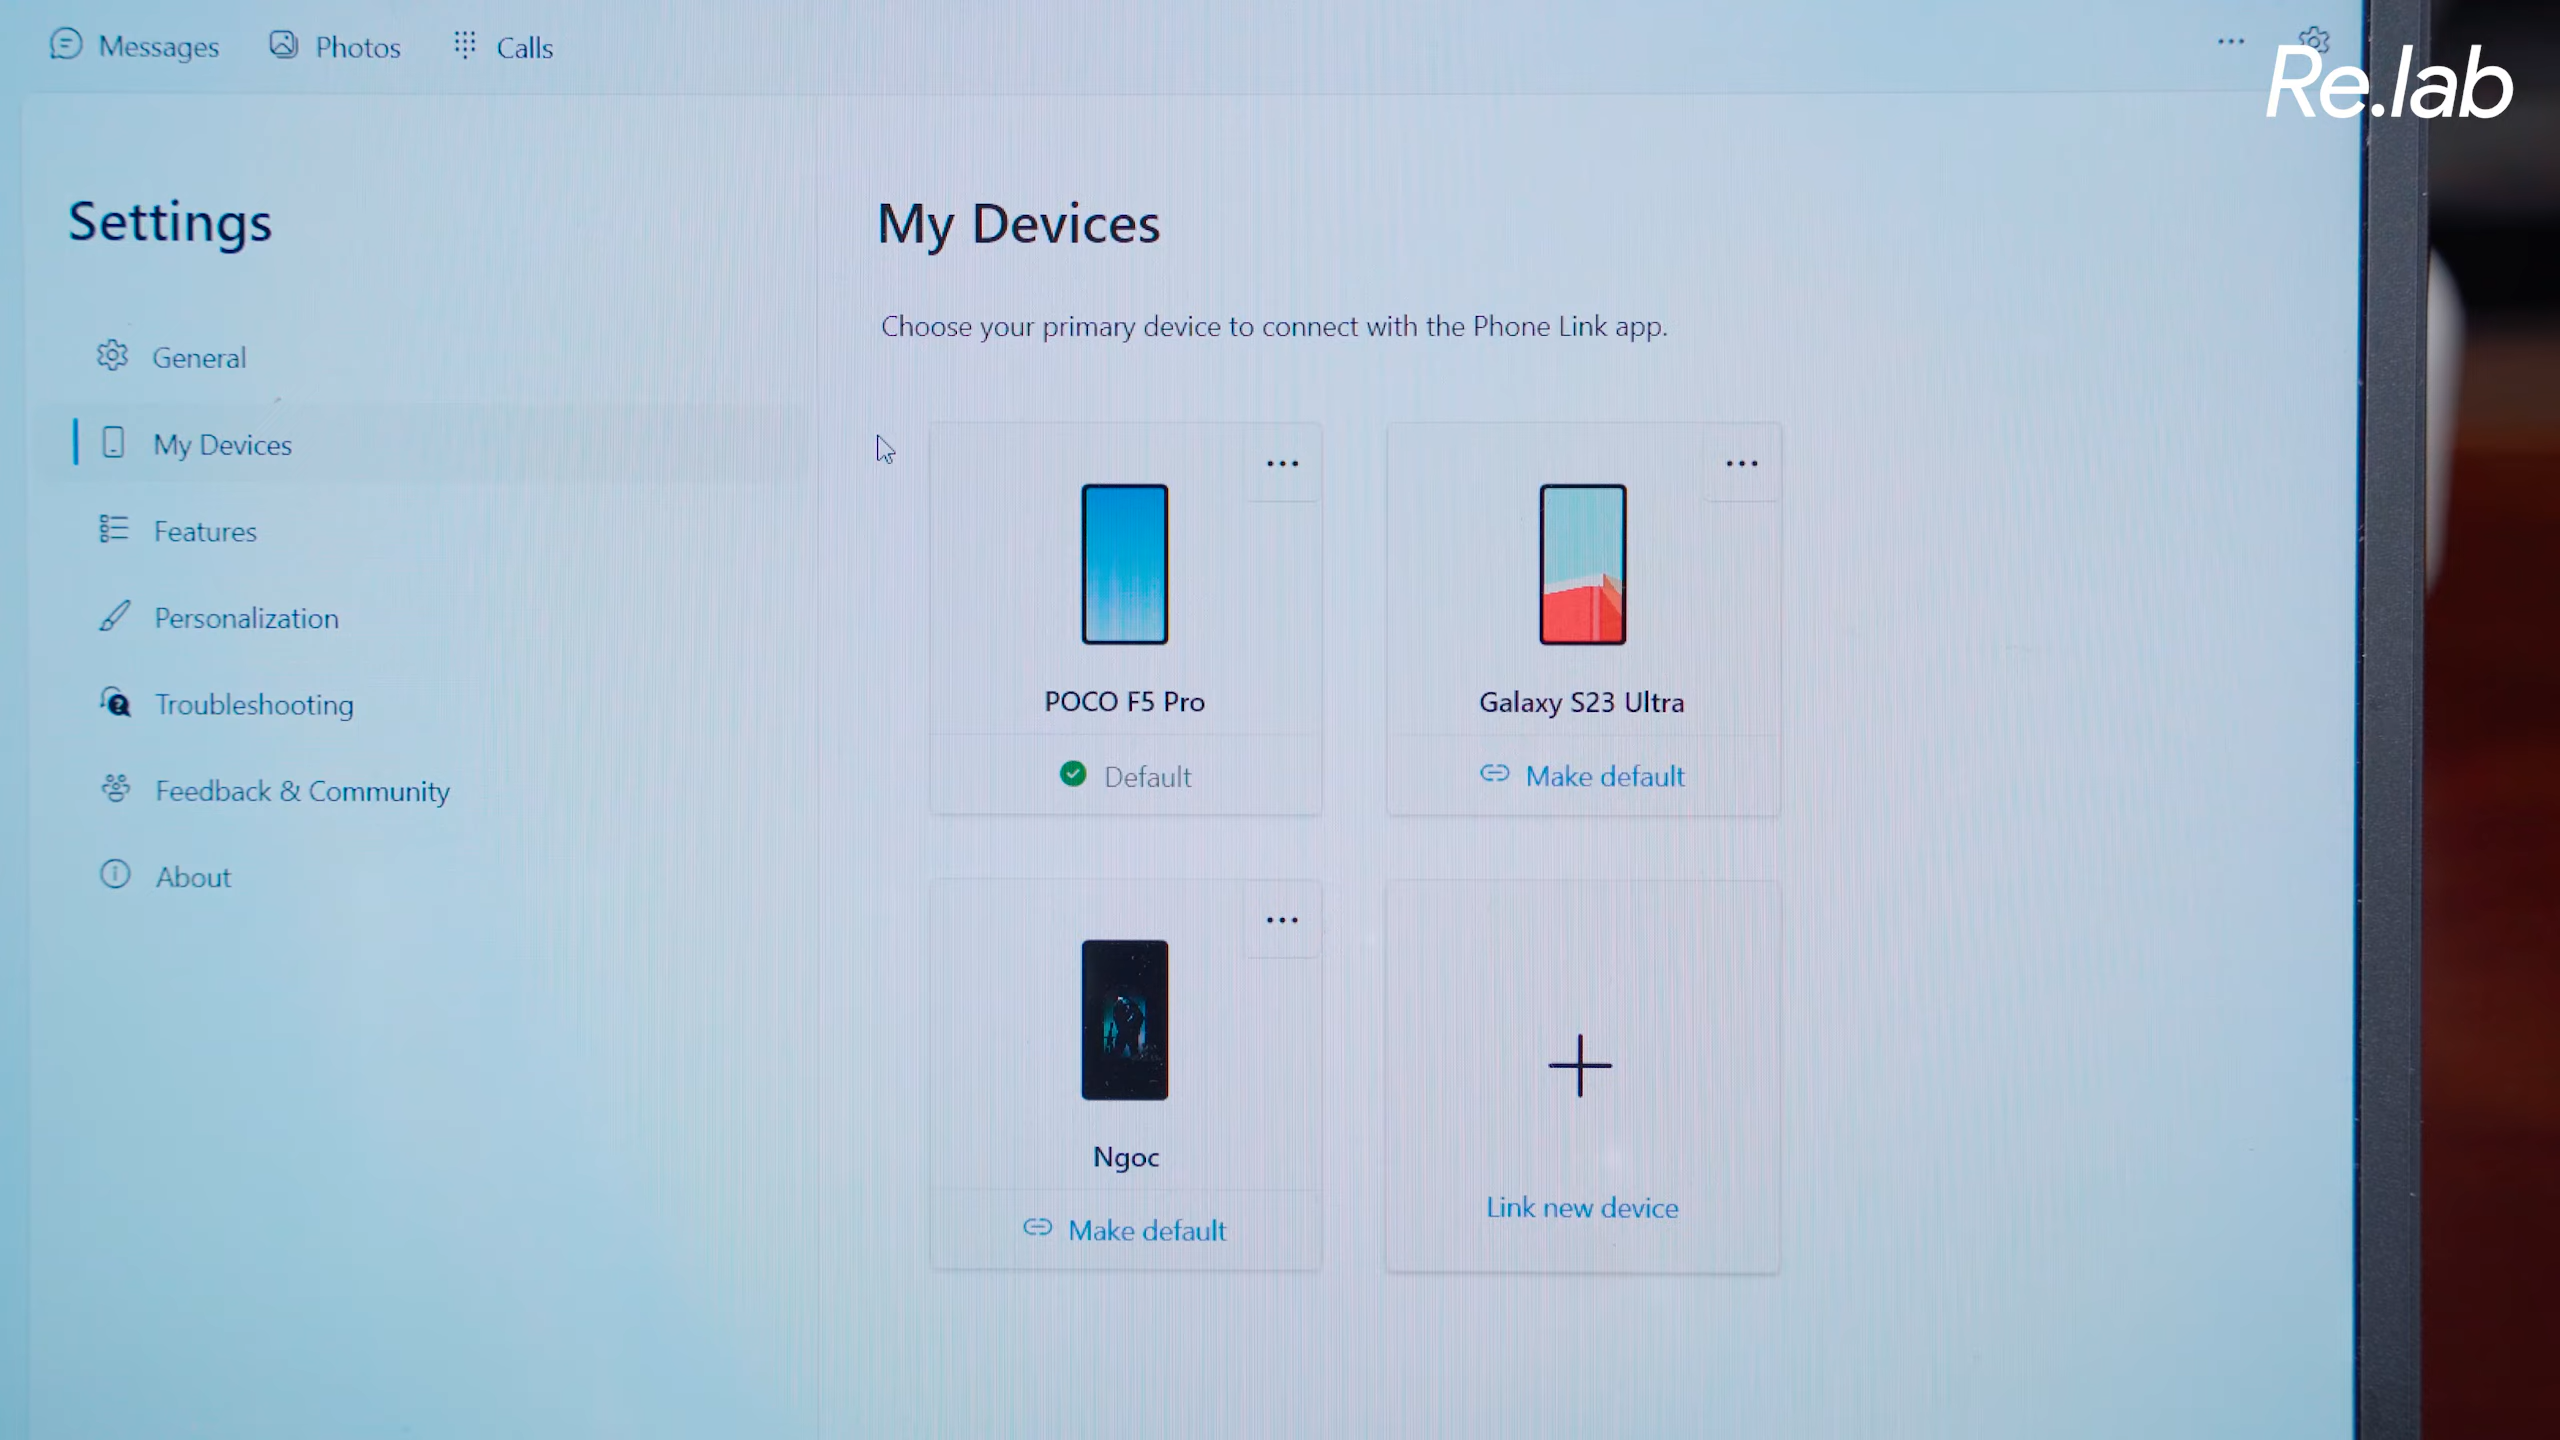 Messages
Photos
Calls
Re.lab
Settings
General
My Devices
Features
Personalization
Troubleshooting
Feedback & Community
About
My Devices
Choose your primary device to connect with the Phone Link app.
POCO F5 Pro
Default
Galaxy S23 Ultra
Make default
Ngoc
Make default
Link new device